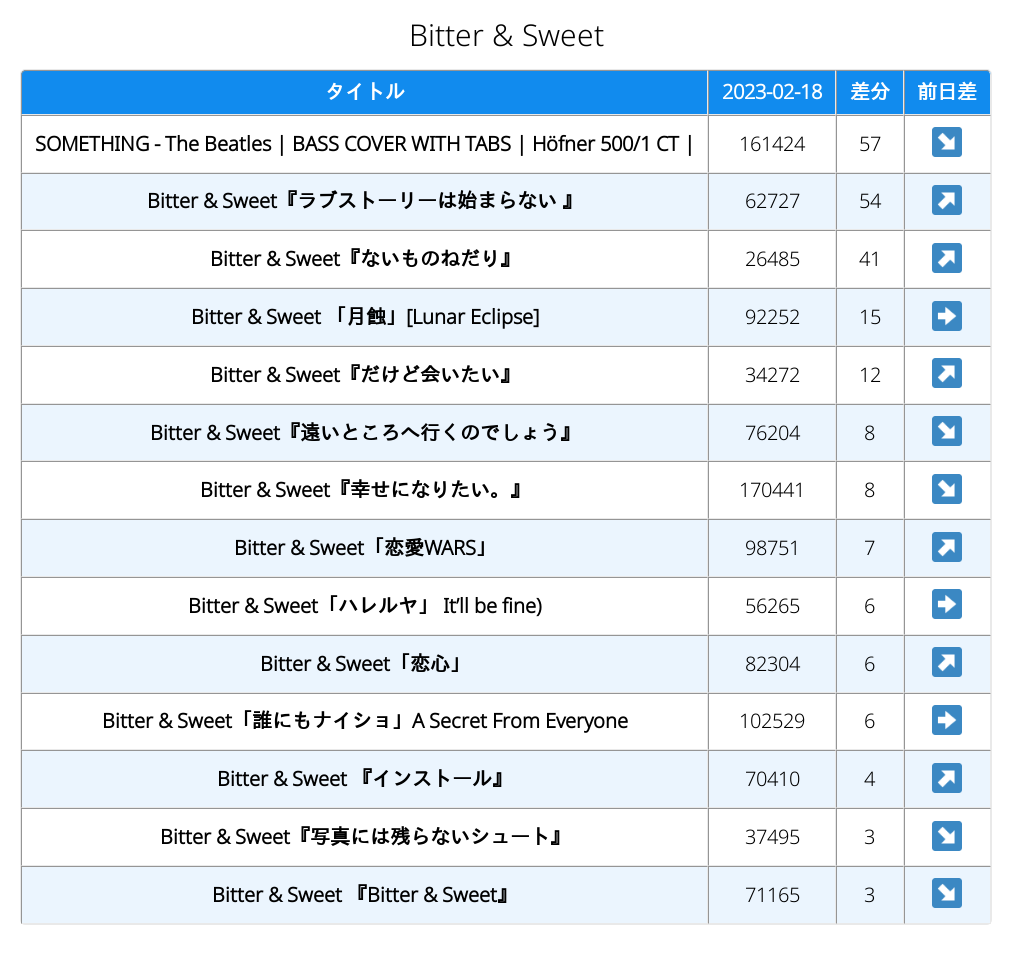 Bitter & Sweet
タイトル 2023-02-18 差分 前日差
SOMETHING - The Beatles | BASS COVER WITH TABS | Höfner 500/1 CT | 161424 57 ↘
Bitter & Sweet『ラブストーリーは始まらない 』 62727 54 ↗
Bitter & Sweet『ないものねだり』 26485 41 ↗
Bitter & Sweet 「月蝕」[Lunar Eclipse] 92252 15 ➡
Bitter & Sweet『だけど会いたい』 34272 12 ↗
Bitter & Sweet『遠いところへ行くのでしょう』 76204 8 ↘
Bitter & Sweet『幸せになりたい。』 170441 8 ↘
Bitter & Sweet「恋愛WARS」 98751 7 ↗
Bitter & Sweet「ハレルヤ」 It’ll be fine) 56265 6 ➡
Bitter & Sweet「恋心」 82304 6 ↗
Bitter & Sweet「誰にもナイショ」A Secret From Everyone 102529 6 ➡
Bitter & Sweet 『インストール』 70410 4 ↗
Bitter & Sweet『写真には残らないシュート』 37495 3 ↘
Bitter & Sweet 『Bitter & Sweet』 71165 3 ↘